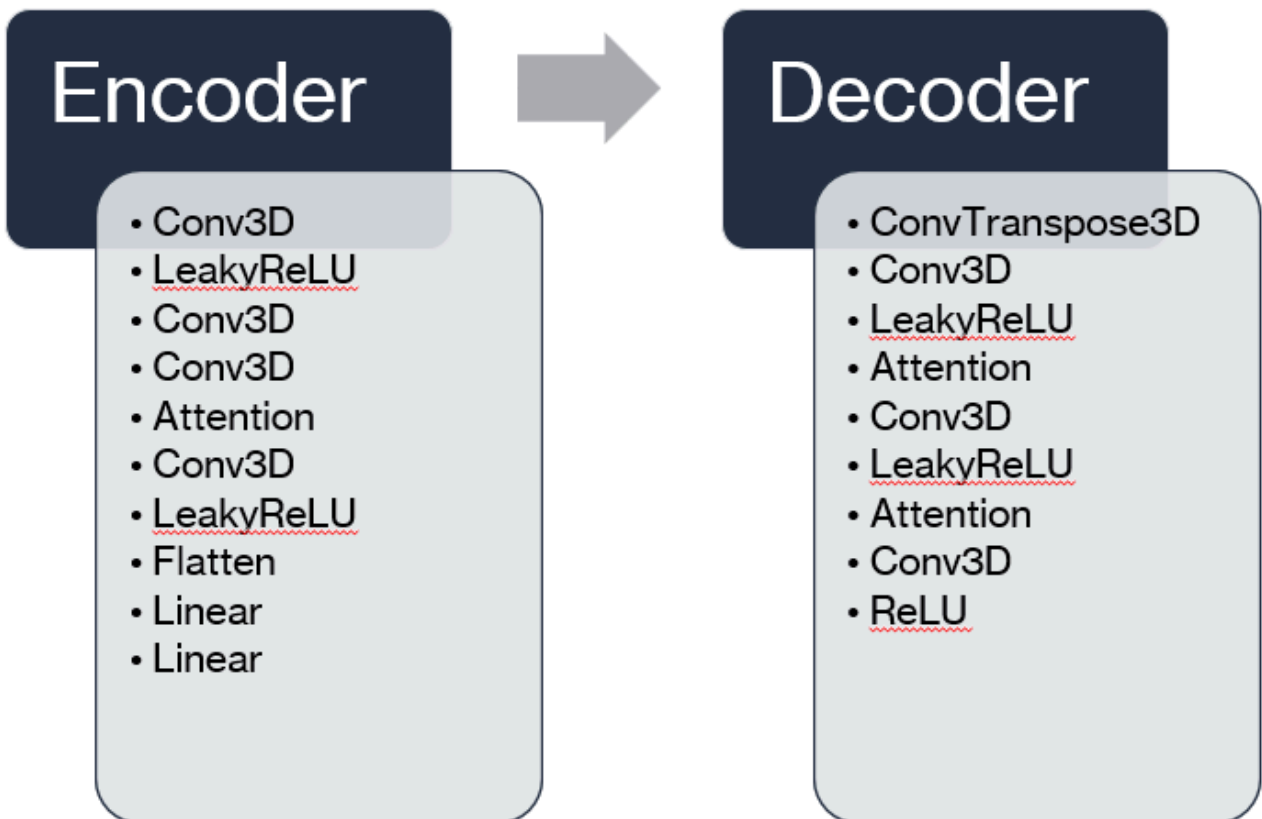 Encoder
• Conv3D
• LeakyReLU
• Conv3D
• Conv3D
• Attention
• Conv3D
• LeakyReLU
• Flatten
• Linear
• Linear
Decoder
• ConvTranspose3D
• Conv3D
• LeakyReLU
• Attention
• Conv3D
• LeakyReLU
• Attention
• Conv3D
• ReLU